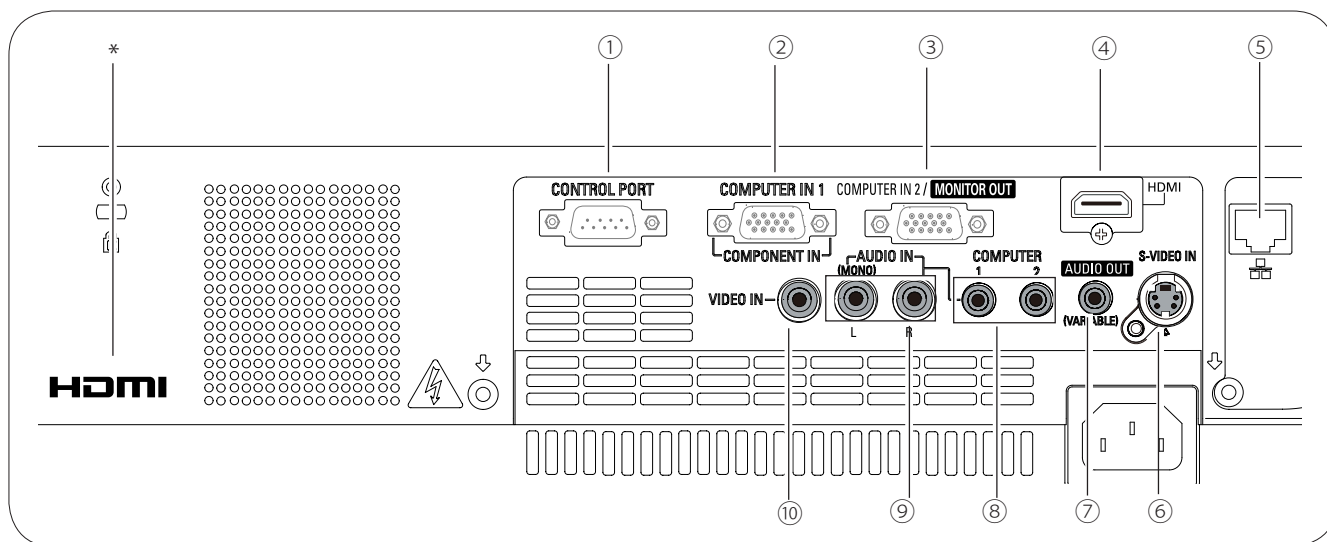 *
① ② ③ ④ ⑤
CONTROL PORT
COMPUTER IN 1
COMPUTER IN 2 / MONITOR OUT
HDMI
COMPONENT IN
AUDIO IN
(MONO)
COMPUTER
1 2
AUDIO OUT
S-VIDEO IN
VIDEO IN
(VARIABLE)
L R
HDMI
⑩ ⑨ ⑧ ⑦ ⑥